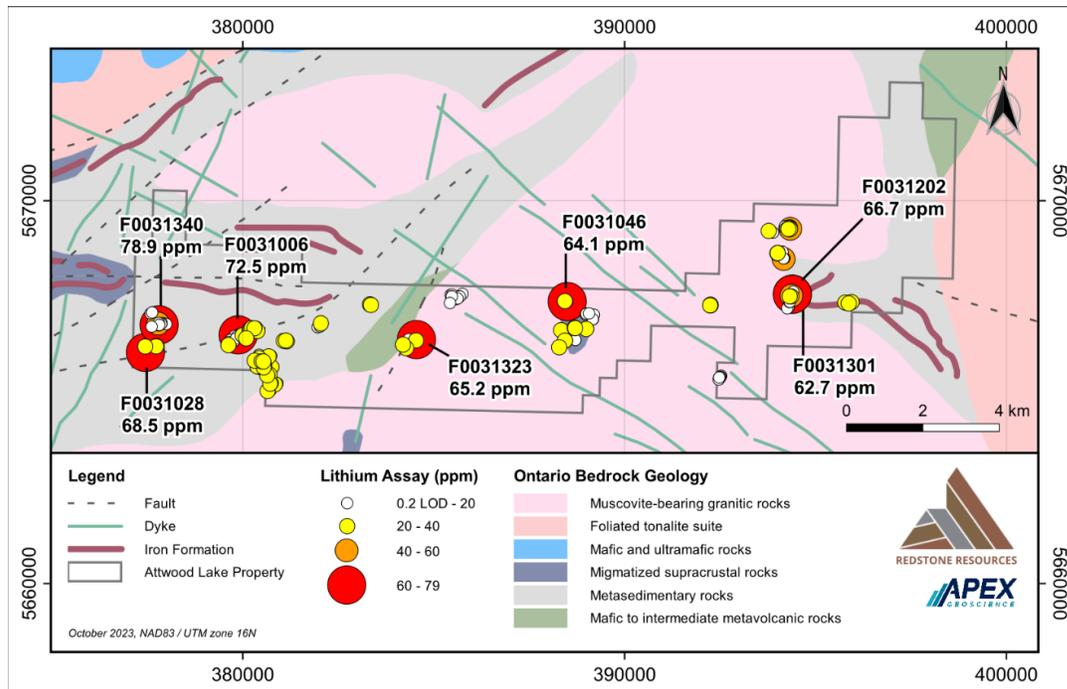 380000
390000
400000
5670000
5670000
N
F0031340
78.9 ppm
F0031006
72.5 ppm
F0031046
64.1 ppm
F0031202
66.7 ppm
F0031028
68.5 ppm
F0031323
65.2 ppm
F0031301
62.7 ppm
0 2 4 km
Legend
Fault
Dyke
Iron Formation
Attwood Lake Property
October 2023, NAD83 / UTM zone 16N
Lithium Assay (ppm)
0.2 LOD - 20
20 - 40
40 - 60
60 - 79
Ontario Bedrock Geology
Muscovite-bearing granitic rocks
Foliated tonalite suite
Mafic and ultramafic rocks
Migmatized supracrustal rocks
Metasedimentary rocks
Mafic to intermediate metavolcanic rocks
REDSTONE RESOURCES
APEX
GEOSCIENCE
5660000
5660000
380000
390000
400000